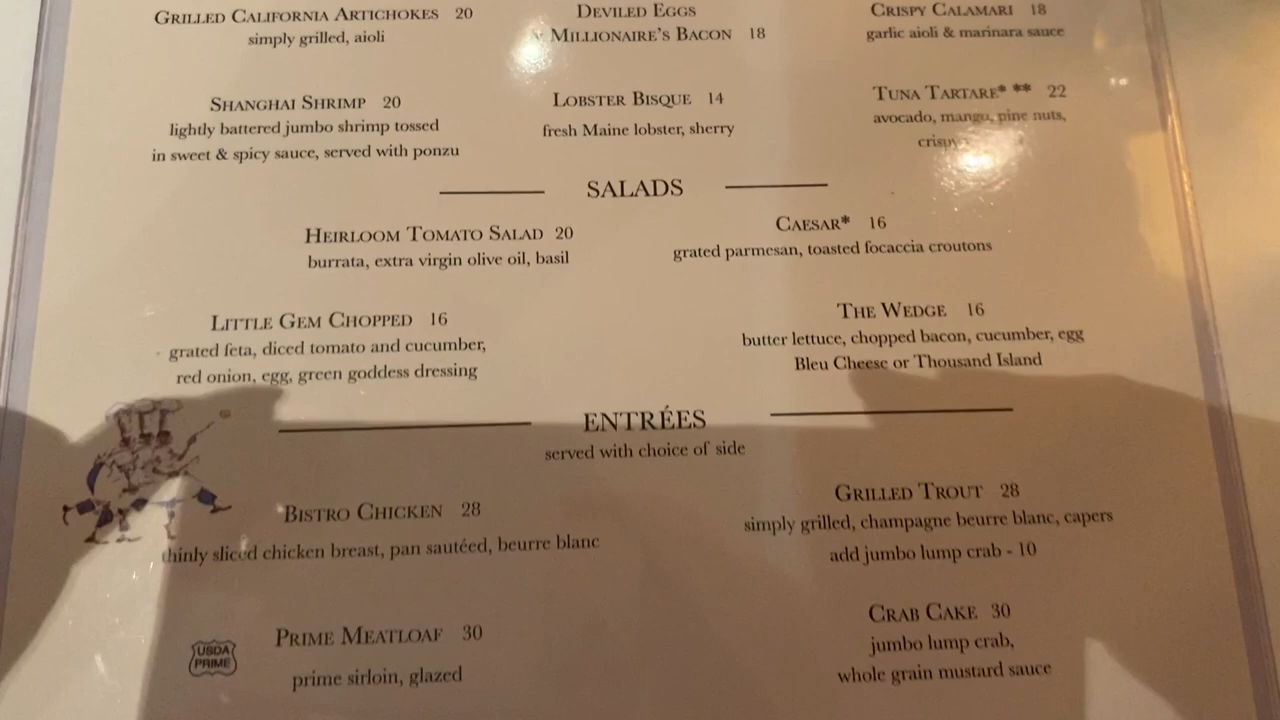 GRILLED CALIFORNIA ARTICHOKES 20
simply grilled, aioli
DEVILED EGGS
MILLIONAIRE'S BACON 18
CRISPY CALAMARI 18
garlic aioli & marinara sauce
SHANGHAI SHRIMP 20
lightly battered jumbo shrimp tossed
in sweet & spicy sauce, served with ponzu
LOBSTER BISQUE 14
fresh Maine lobster, sherry
TUNA TARTARE* ** 22
avocado, mango, pine nuts,
crispy
SALADS
HEIRLOOM TOMATO SALAD 20
burrata, extra virgin olive oil, basil
CAESAR* 16
grated parmesan, toasted focaccia croutons
LITTLE GEM CHOPPED 16
grated feta, diced tomato and cucumber,
red onion, egg, green goddess dressing
THE WEDGE 16
butter lettuce, chopped bacon, cucumber, egg
Bleu Cheese or Thousand Island
ENTRÉES
served with choice of side
BISTRO CHICKEN 28
thinly sliced chicken breast, pan sautéed, beurre blanc
GRILLED TROUT 28
simply grilled, champagne beurre blanc, capers
add jumbo lump crab - 10
USDA
PRIME
PRIME MEATLOAF 30
prime sirloin, glazed
CRAB CAKE 30
jumbo lump crab,
whole grain mustard sauce